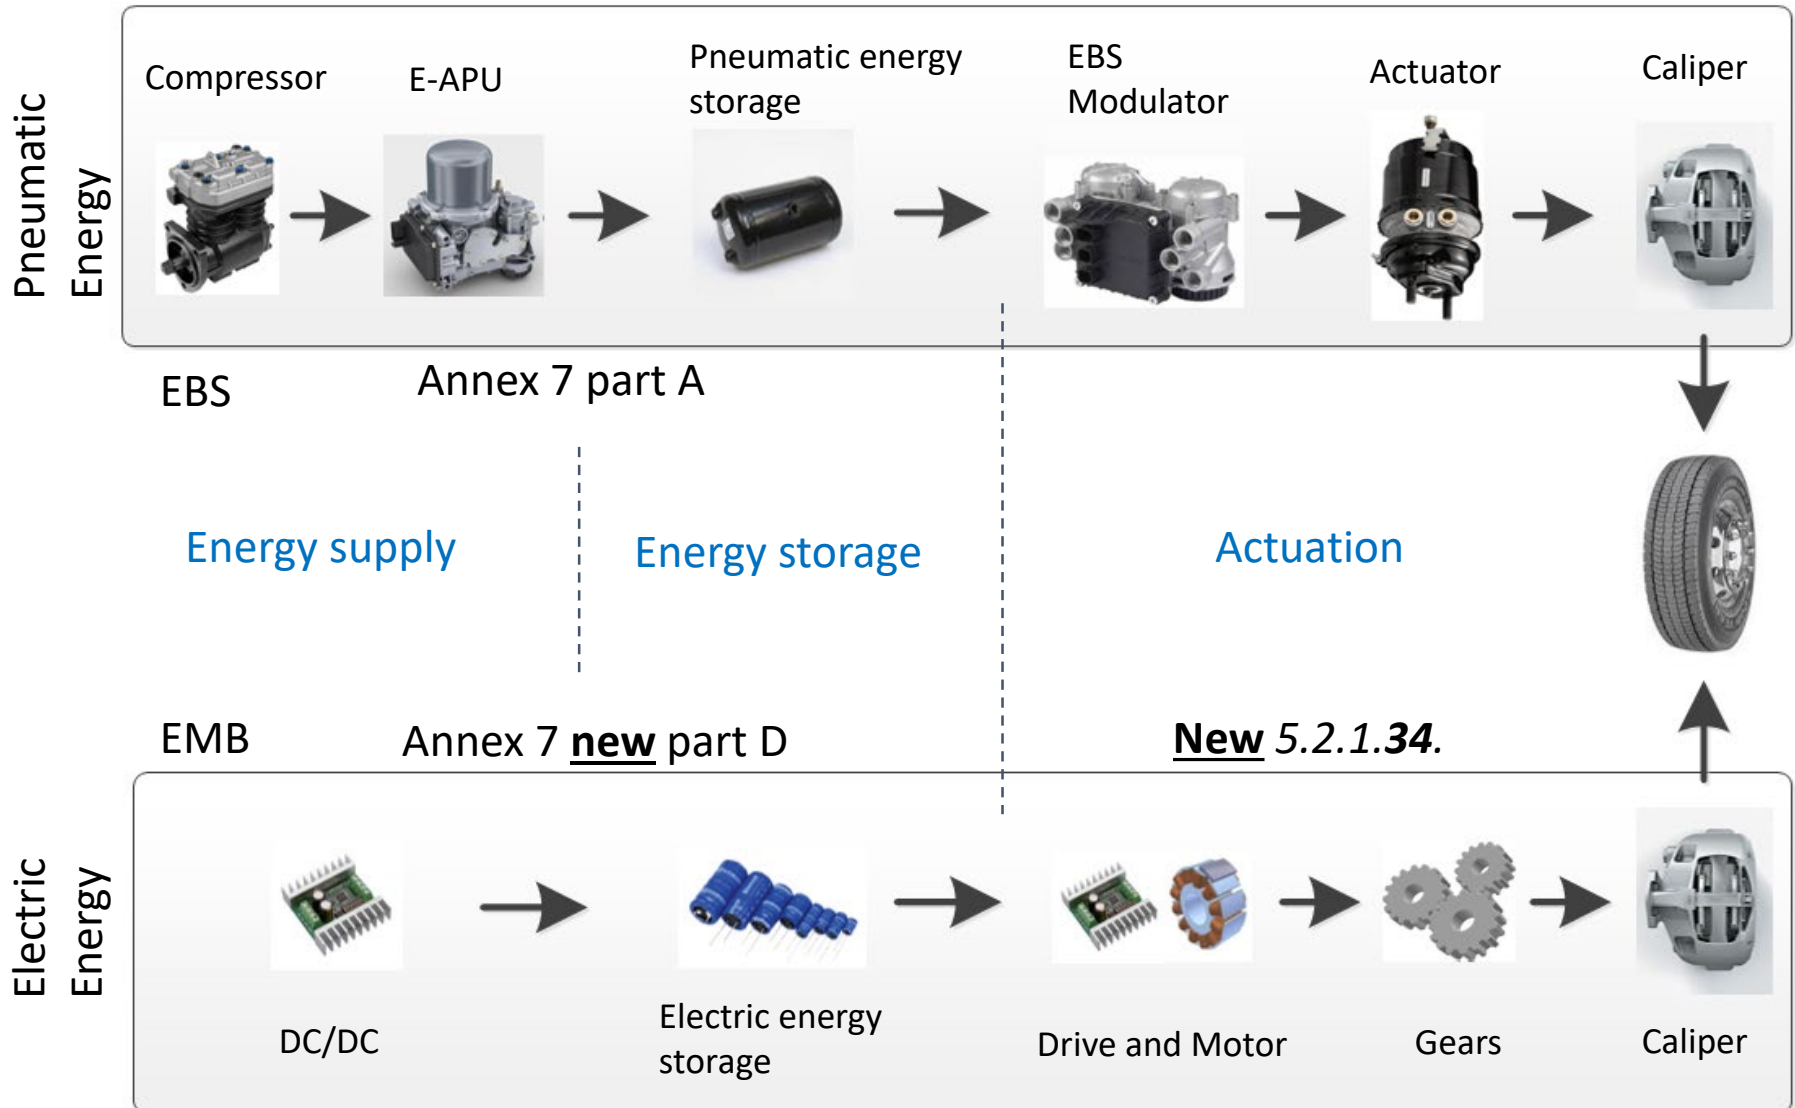 Pneumatic
Energy
Compressor
E-APU
Pneumatic energy
storage
EBS
Modulator
Actuator
Caliper
EBS
Annex 7 part A
Energy supply
Energy storage
Actuation
EMB
Annex 7 new part D
New 5.2.1.34.
Electric
Energy
DC/DC
Electric energy
storage
Drive and Motor
Gears
Caliper